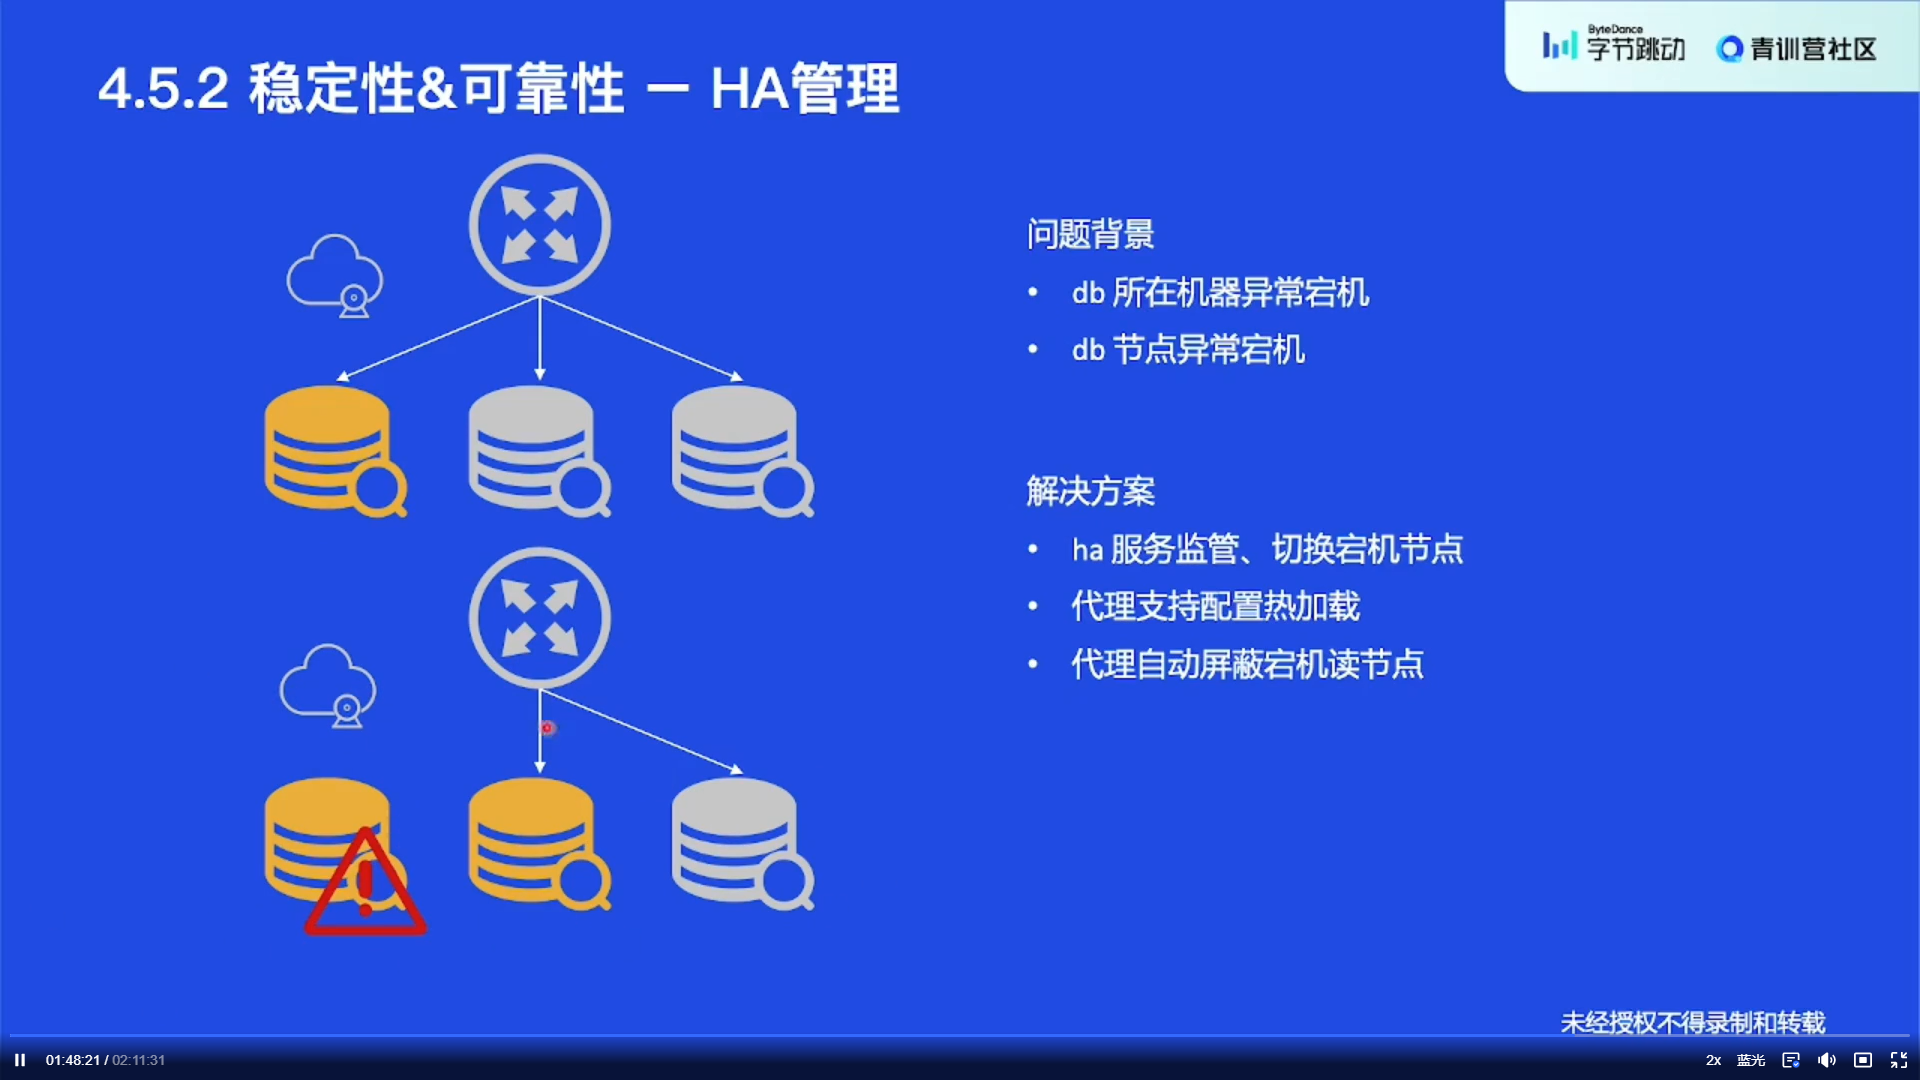 ByteDance
字节跳动
青训营社区
4.5.2 稳定性&可靠性 — HA管理
问题背景
• db 所在机器异常宕机
• db 节点异常宕机
解决方案
• ha 服务监管、切换宕机节点
• 代理支持配置热加载
• 代理自动屏蔽宕机读节点
未经授权不得录制和转载
01:48:21 / 02:11:31
2x 蓝光